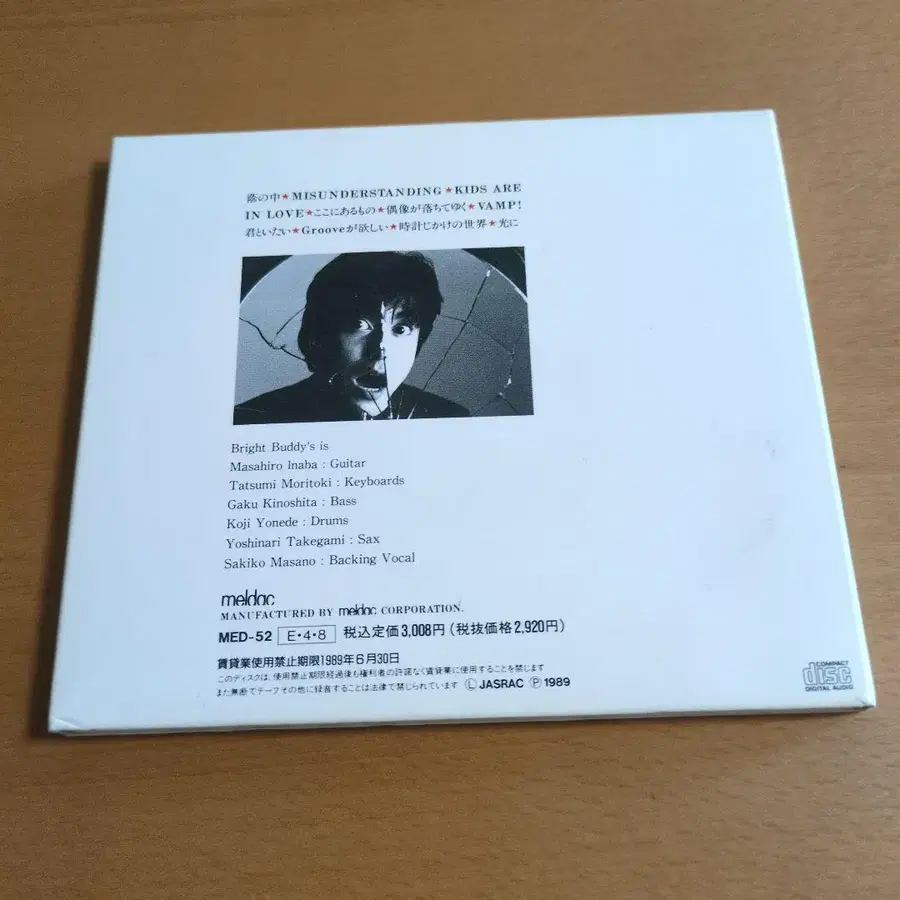 蔭の中★MISUNDERSTANDING★KIDS ARE
IN LOVE★ここにあるもの★偶像が落ちてゆく★VAMP!
君といたい★Grooveが欲しい★時計じかけの世界★光に
Bright Buddy's is
Masahiro Inaba : Guitar
Tatsumi Moritoki : Keyboards
Gaku Kinoshita : Bass
Koji Yonede : Drums
Yoshinari Takegami : Sax
Sakiko Masano : Backing Vocal
meldac
MANUFACTURED BY meldac CORPORATION.
MED-52 E・4・8 税込定価3,008円(税抜価格2,920円)
賃貸業使用禁止期限1989年6月30日
このディスクは、使用禁止期限経過後も権利者の許諾なく賃貸業に使用することを禁じます
また無断でテープその他に録音することは法律で禁じられています Ⓛ JASRAC Ⓟ 1989
COMPACT
disc
DIGITAL AUDIO